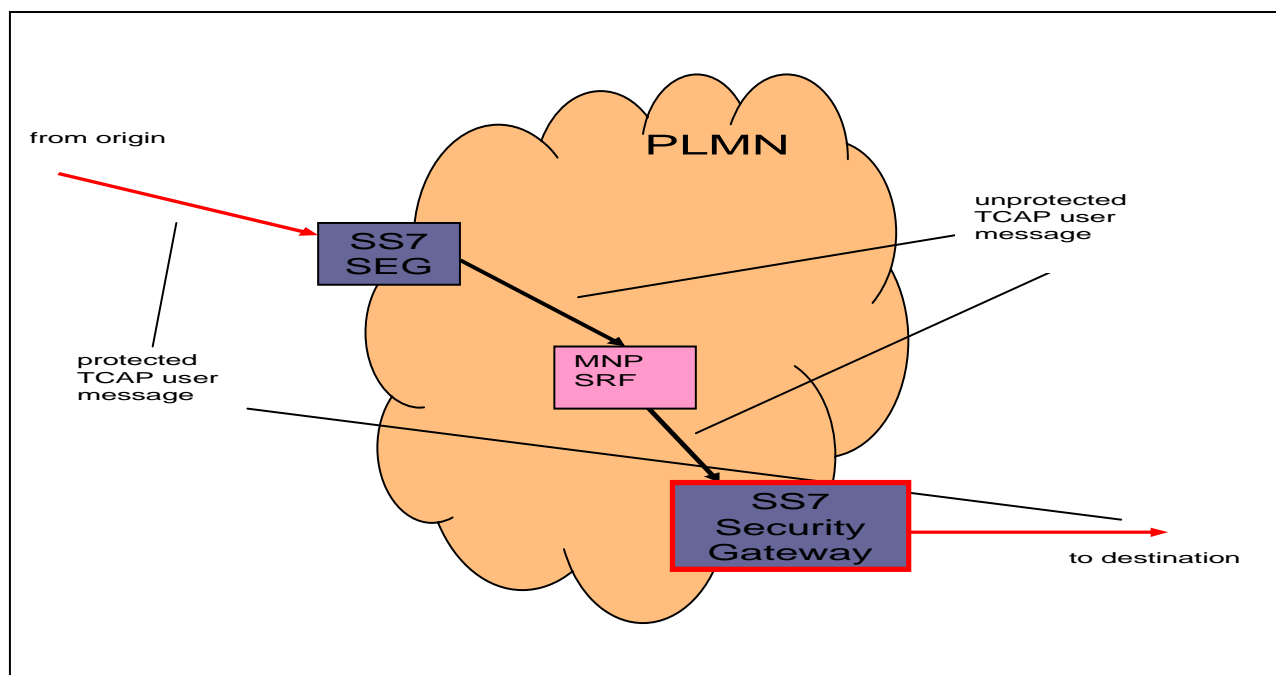 PLMN
from origin
unprotected
TCAP user
message
SS7
SEG
MNP
SRF
protected
TCAP user
message
SS7
Security
Gateway
to destination